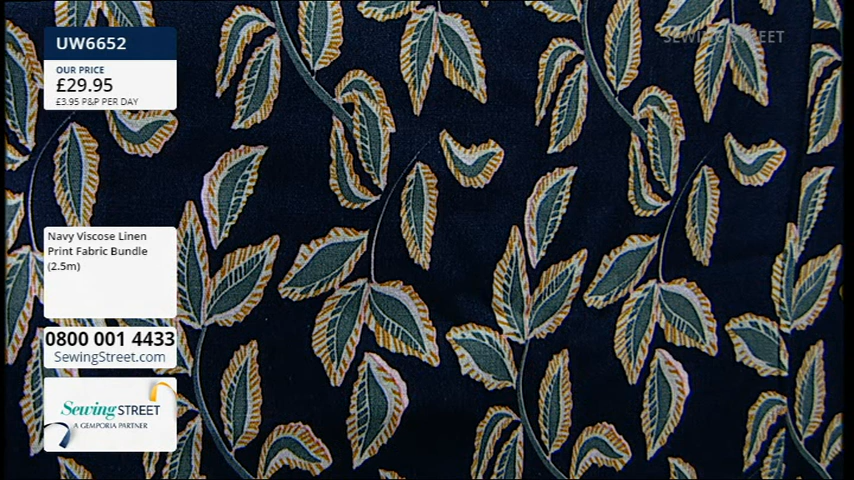 UW6652
OUR PRICE
£29.95
£3.95 P&P PER DAY
SEWING STREET
Navy Viscose Linen
Print Fabric Bundle
(2.5m)
0800 001 4433
SewingStreet.com
Sewing STREET
A GEMPORIA PARTNER